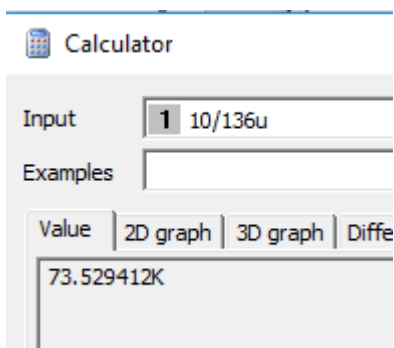 Calculator
Input 1 10/136u
Examples
Value 2D graph 3D graph Diffe
73.529412K